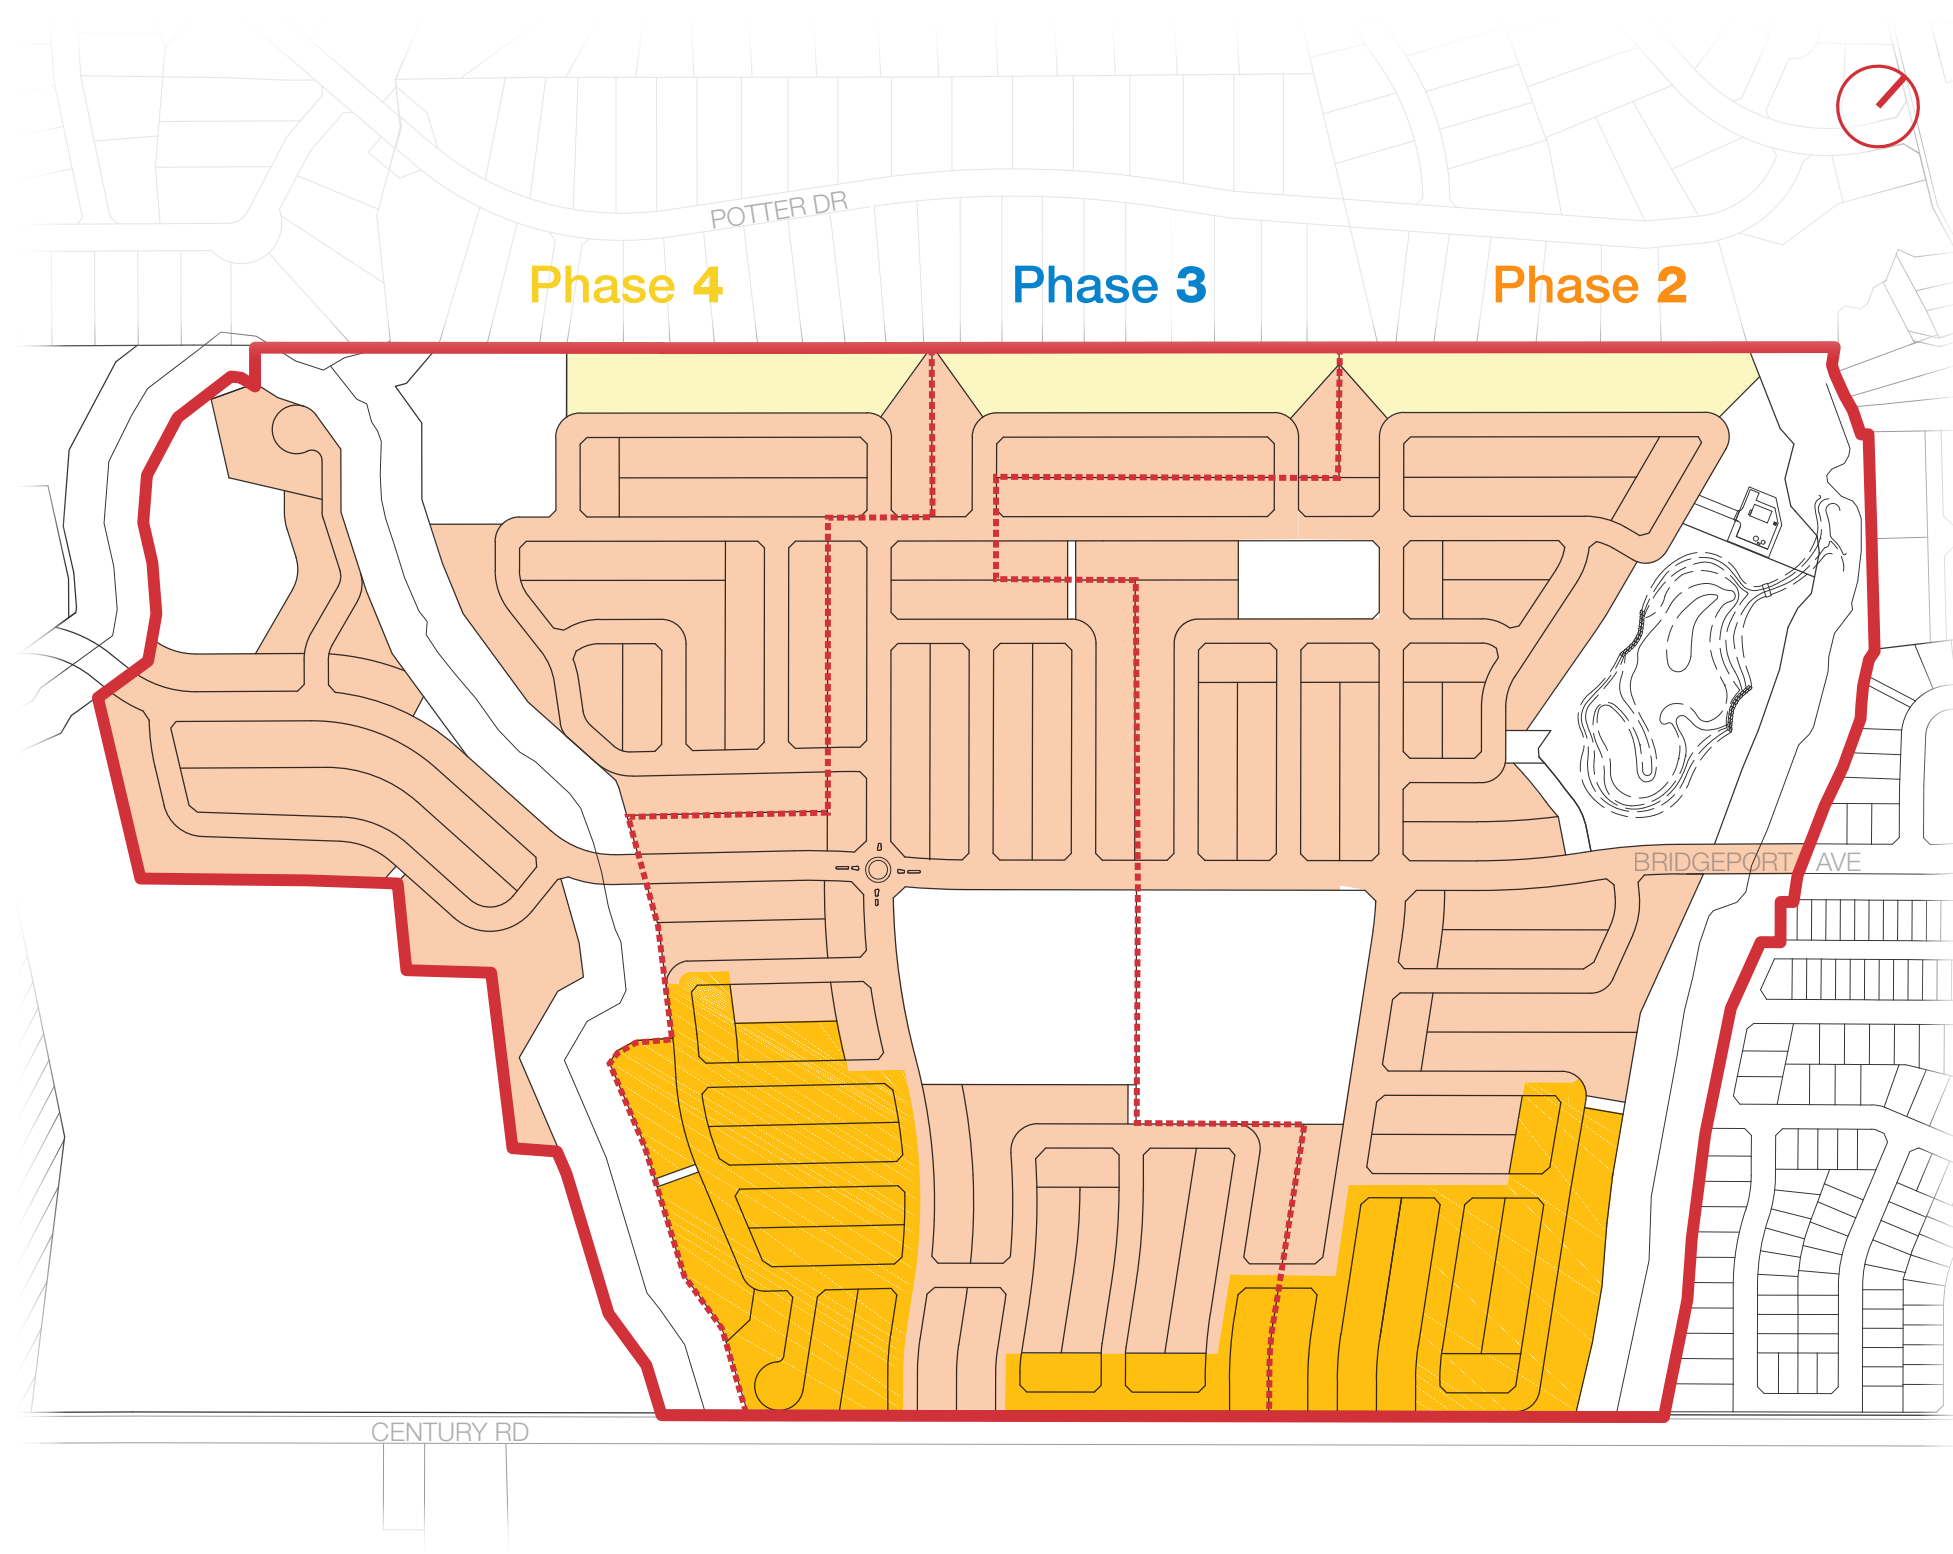 POTTER DR
Phase 4
Phase 3
Phase 2
BRIDGEPORT AVE
CENTURY RD